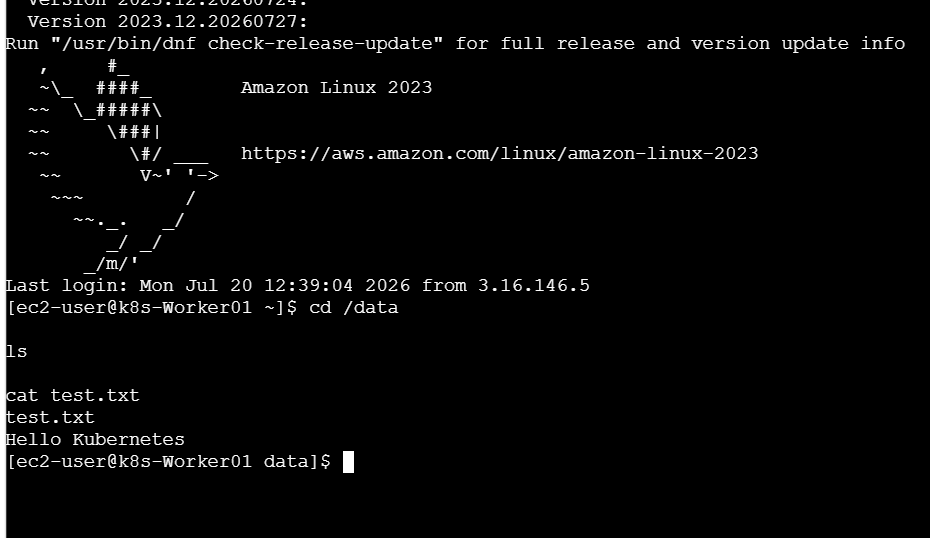 Version 2023.12.20260724:
  Version 2023.12.20260727:
Run "/usr/bin/dnf check-release-update" for full release and version update info
   ,     #_
   ~\_  ####_        Amazon Linux 2023
  ~~  \_#####\
  ~~     \###|
  ~~       \#/ ___   https://aws.amazon.com/linux/amazon-linux-2023
   ~~       V~' '->
    ~~~         /
      ~~._.   _/
         _/ _/
       _/m/'
Last login: Mon Jul 20 12:39:04 2026 from 3.16.146.5
[ec2-user@k8s-Worker01 ~]$ cd /data
ls
cat test.txt
test.txt
Hello Kubernetes
[ec2-user@k8s-Worker01 data]$